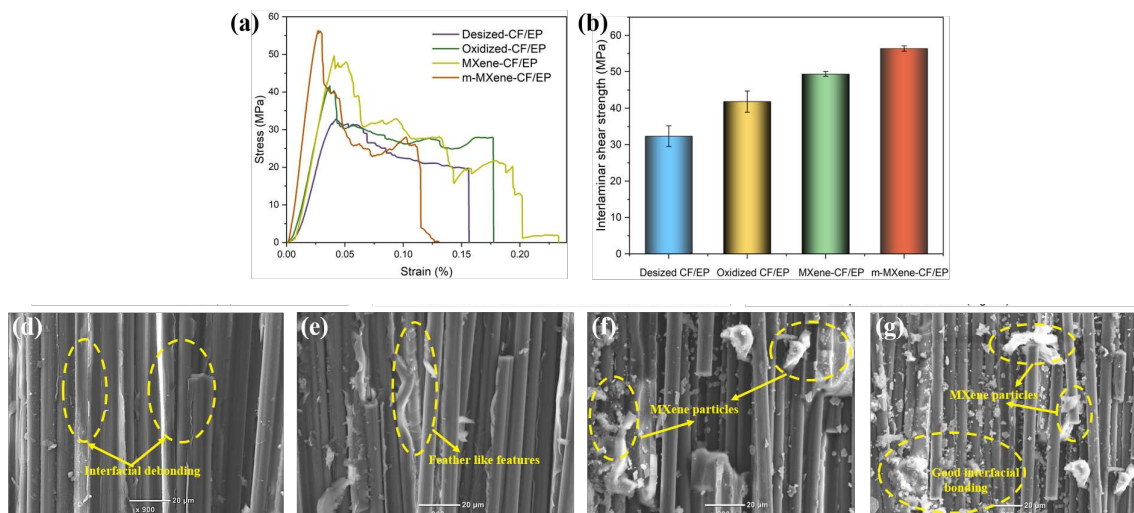 (a)
Desized-CF/EP
Oxidized-CF/EP
MXene-CF/EP
m-MXene-CF/EP
60
50
40
30
20
10
0
Stress (MPa)
0.00
0.05
0.10
0.15
0.20
Strain (%)
(b)
60
50
40
30
20
10
0
Interlaminar shear strength (MPa)
Desized CF/EP
Oxidized CF/EP
MXene-CF/EP
m-MXene-CF/EP
(d)
Interfacial debonding
x 900
20 µm
(e)
Feather like features
20 µm
(f)
MXene particles
20 µm
(g)
MXene particles
Good interfacial l
bonding
20 µm